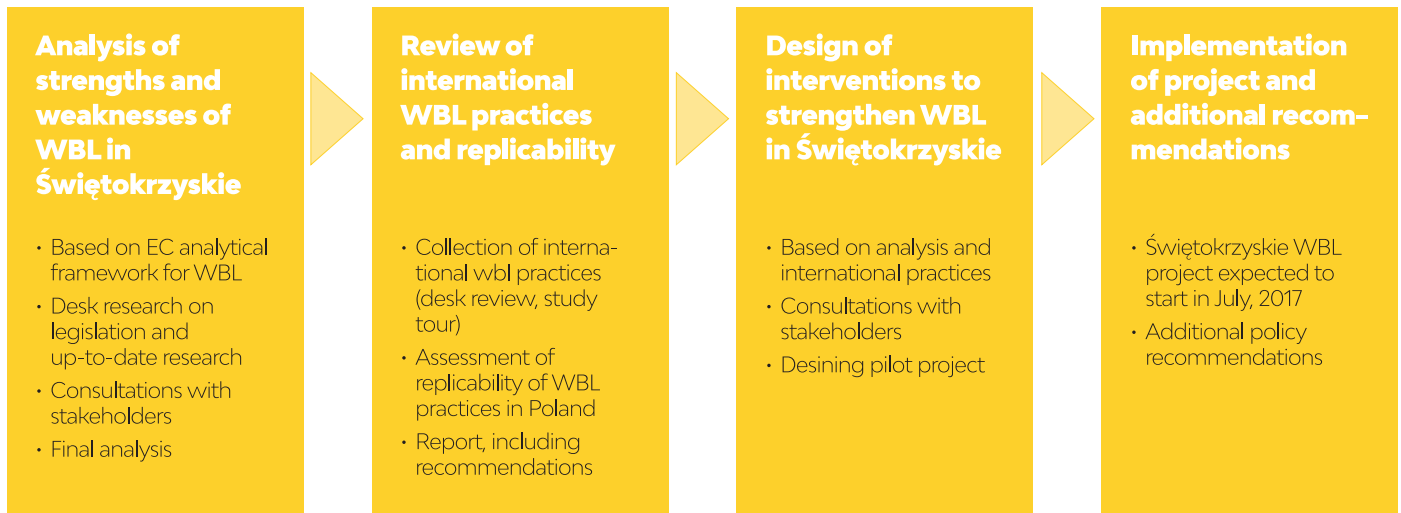 Analysis of
strengths and
weaknesses of
WBL in
Świętokrzyskie
· Based on EC analytical
framework for WBL
· Desk research on
legislation and
up-to-date research
· Consultations with
stakeholders
· Final analysis
Review of
international
WBL practices
and replicability
· Collection of interna-
tional wbl practices
(desk review, study
tour)
· Assessment of
replicability of WBL
practices in Poland
· Report, including
recommendations
Design of
interventions to
strengthen WBL
in Świętokrzyskie
· Based on analysis and
international practices
· Consultations with
stakeholders
· Desining pilot project
Implementation
of project and
additional recom–
mendations
· Świętokrzyskie WBL
project expected to
start in July, 2017
· Additional policy
recommendations